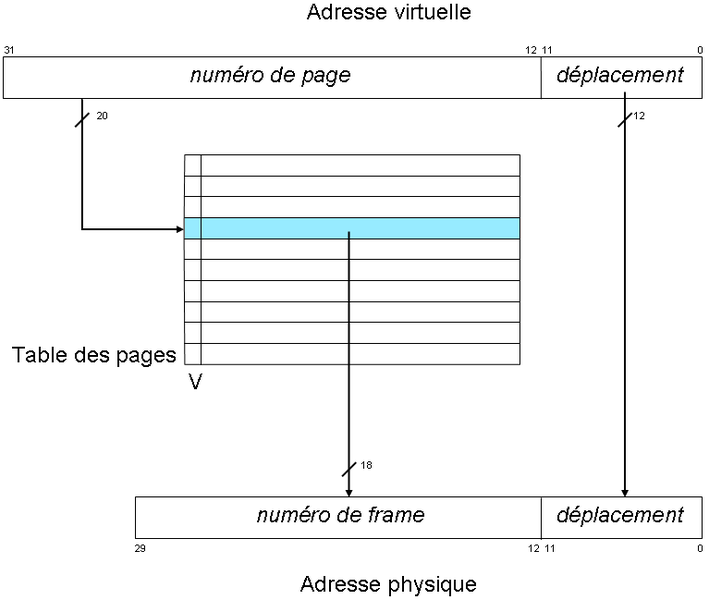 Adresse virtuelle
31 12 11 0
numéro de page déplacement
20 12
Table des pages
V
18
numéro de frame déplacement
29 12 11 0
Adresse physique